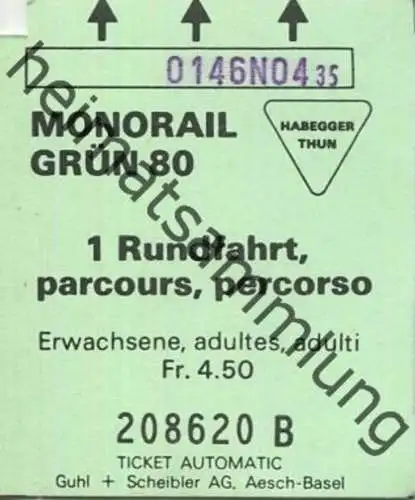 0146N04 35
MONORAIL
GRÜN 80
HABEGGER
THUN
1 Rundfahrt,
parcours, percorso
Erwachsene, adultes, adulti
Fr. 4.50
208620 B
TICKET AUTOMATIC
Guhl + Scheibler AG, Aesch-Basel
heimatsammlung